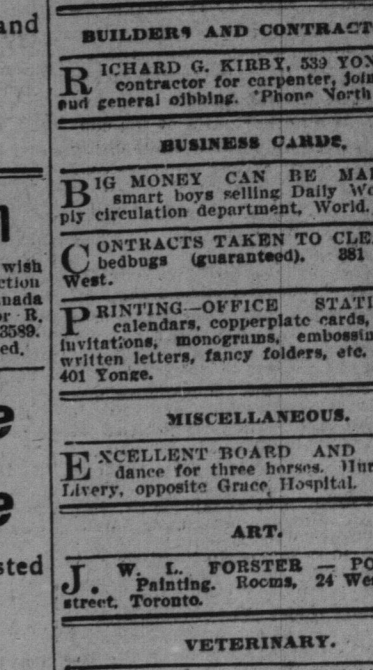 and
BUILDERS AND CONTRACT
RICHARD G. KIRBY, 539 YON
contractor for carpenter, join
and general ojbbing. 'Phone North
BUSINESS CARDS.
BIG MONEY CAN BE MA
smart boys selling Daily Wo
ply circulation department, World.
CONTRACTS TAKEN TO CLE
bedbugs (guaranteed). 381
West.
PRINTING—OFFICE STATI
calendars, copperplate cards,
invitations, monograms, embossin
written letters, fancy folders, etc.
401 Yonge.
MISCELLANEOUS.
EXCELLENT BOARD AND
dance for three horses.
Livery, opposite Grace Hospital.
ART.
J. W. L. FORSTER — PO
Painting. Rooms, 24 Wes
street, Toronto.
VETERINARY.
wish
ction
nada
or R.
3589.
ed.
e
e
sted